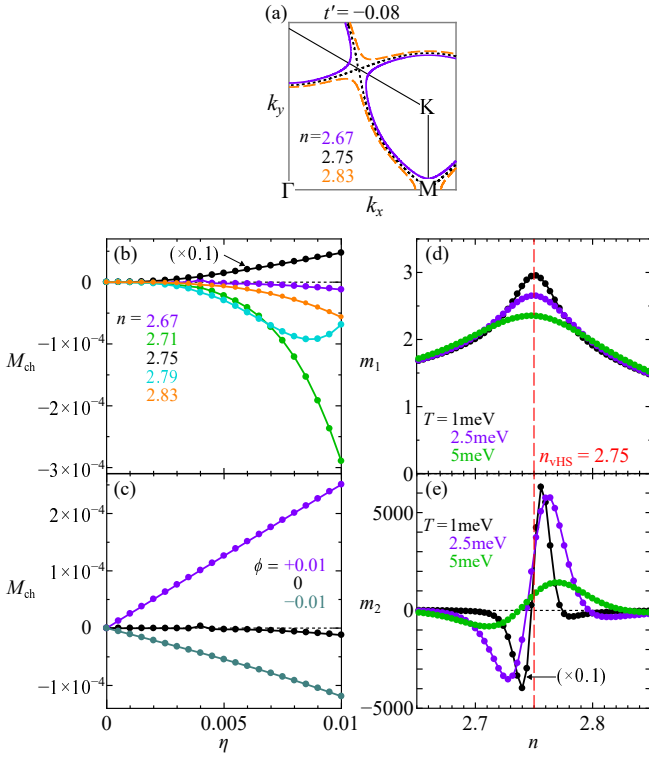 (a) t′=−0.08
k_y
K
n= 2.67
2.75
2.83
Γ
M
k_x
(b)
(×0.1)
0
−1×10⁻⁴
−2×10⁻⁴
−3×10⁻⁴
M_ch
n= 2.67
2.71
2.75
2.79
2.83
(c)
2×10⁻⁴
1×10⁻⁴
0
−1×10⁻⁴
M_ch
ϕ= +0.01
0
−0.01
0 0.005 0.01
η
(d)
3
2
1
0
m₁
T=1meV
2.5meV
5meV
n_vHS = 2.75
(e)
5000
0
−5000
m₂
T=1meV
2.5meV
5meV
(×0.1)
2.7 2.8
n